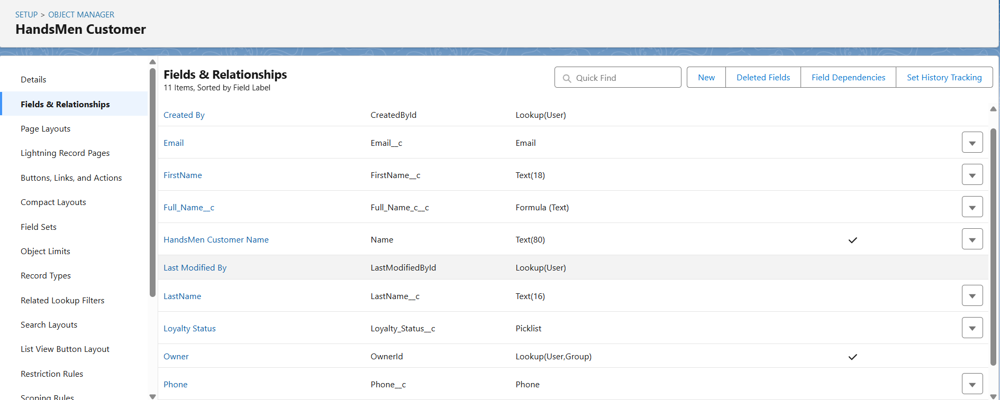 SETUP > OBJECT MANAGER
HandsMen Customer
Details
Fields & Relationships
Page Layouts
Lightning Record Pages
Buttons, Links, and Actions
Compact Layouts
Field Sets
Object Limits
Record Types
Related Lookup Filters
Search Layouts
List View Button Layout
Restriction Rules
Scoping Rules
Fields & Relationships
11 Items, Sorted by Field Label
Quick Find
New
Deleted Fields
Field Dependencies
Set History Tracking
Created By CreatedById Lookup(User)
Email Email__c Email
FirstName FirstName__c Text(18)
Full_Name__c Full_Name_c__c Formula (Text)
HandsMen Customer Name Name Text(80)
Last Modified By LastModifiedById Lookup(User)
LastName LastName__c Text(16)
Loyalty Status Loyalty_Status__c Picklist
Owner OwnerId Lookup(User,Group)
Phone Phone__c Phone